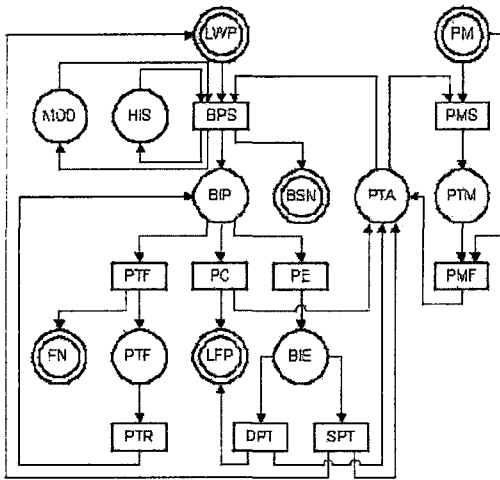 LWP
PM
MOD
HIS
BPS
PMS
BIP
BSN
PTA
PTM
PTF
PC
PE
PMF
FN
PTF
LFP
BIE
PTR
DPT
SPT